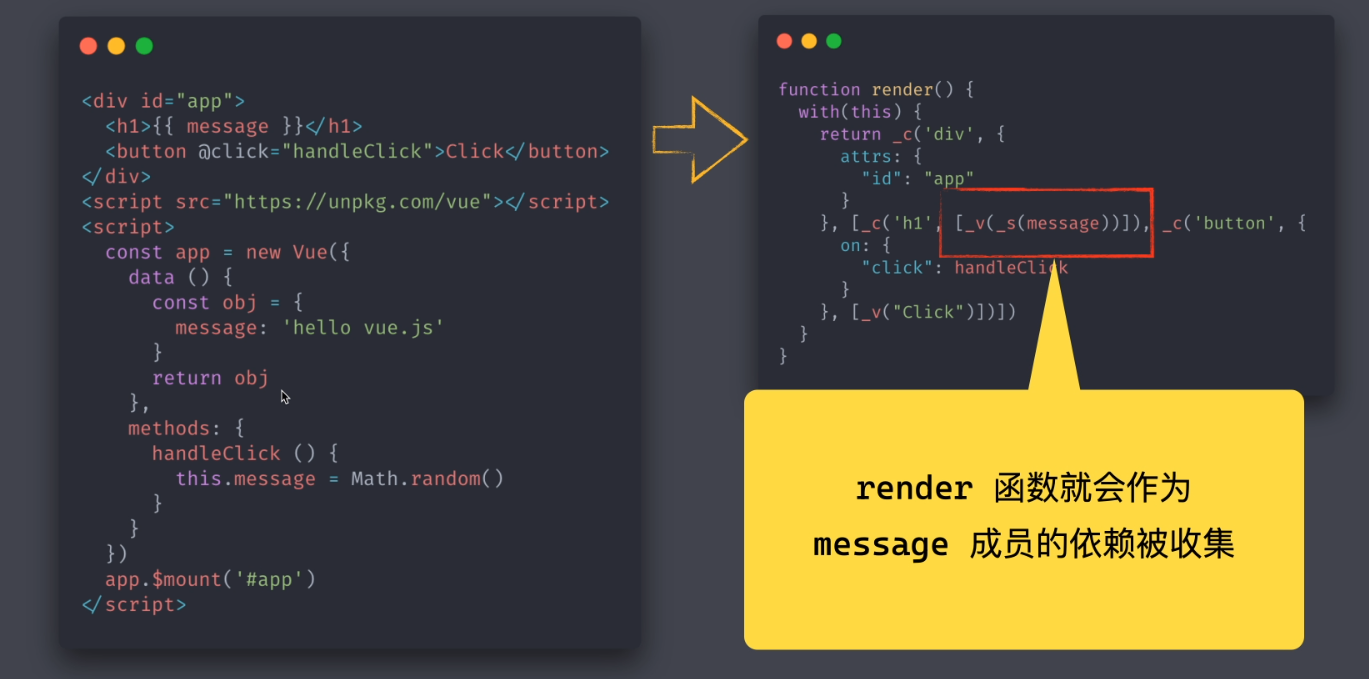 <div id="app">
  <h1>{{ message }}</h1>
  <button @click="handleClick">Click</button>
</div>
<script src="https://unpkg.com/vue"></script>
<script>
  const app = new Vue({
    data () {
      const obj = {
        message: 'hello vue.js'
      }
      return obj
    },
    methods: {
      handleClick () {
        this.message = Math.random()
      }
    }
  })
  app.$mount('#app')
</script>
function render() {
  with(this) {
    return _c('div', {
      attrs: {
        "id": "app"
      }
    }, [_c('h1', [_v(_s(message))]), _c('button', {
      on: {
        "click": handleClick
      }
    }, [_v("Click")])])
  }
}
render 函数就会作为
message 成员的依赖被收集